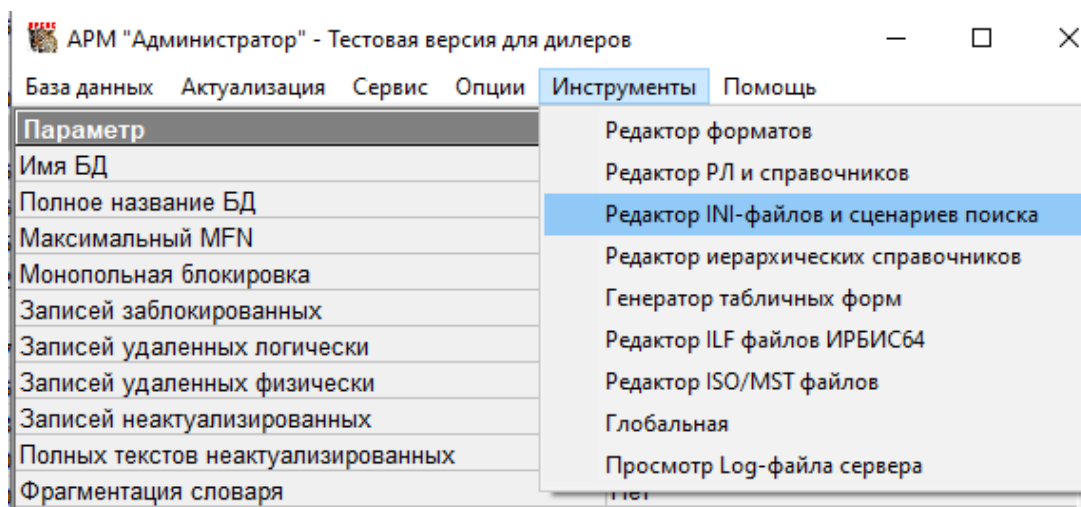 АРМ "Администратор" - Тестовая версия для дилеров
База данных Актуализация Сервис Опции Инструменты Помощь
Параметр
Имя БД
Полное название БД
Максимальный MFN
Монопольная блокировка
Записей заблокированных
Записей удаленных логически
Записей удаленных физически
Записей неактуализированных
Полных текстов неактуализированных
Фрагментация словаря
Редактор форматов
Редактор РЛ и справочников
Редактор INI-файлов и сценариев поиска
Редактор иерархических справочников
Генератор табличных форм
Редактор ILF файлов ИРБИС64
Редактор ISO/MST файлов
Глобальная
Просмотр Log-файла сервера
Нет